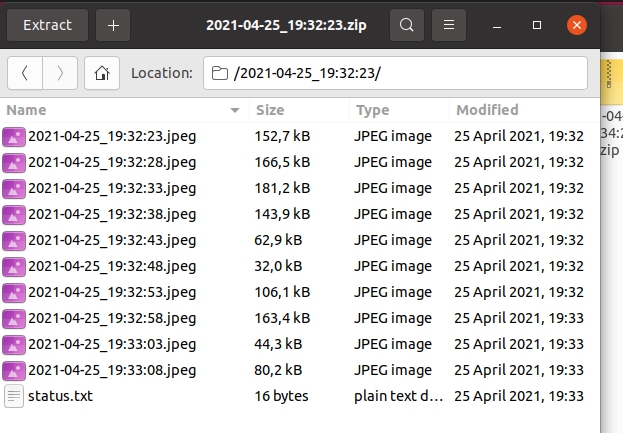 Extract 2021-04-25_19:32:23.zip
Location: /2021-04-25_19:32:23/
Name Size Type Modified
2021-04-25_19:32:23.jpeg 152,7 kB JPEG image 25 April 2021, 19:32
2021-04-25_19:32:28.jpeg 166,5 kB JPEG image 25 April 2021, 19:32
2021-04-25_19:32:33.jpeg 181,2 kB JPEG image 25 April 2021, 19:32
2021-04-25_19:32:38.jpeg 143,9 kB JPEG image 25 April 2021, 19:32
2021-04-25_19:32:43.jpeg 62,9 kB JPEG image 25 April 2021, 19:32
2021-04-25_19:32:48.jpeg 32,0 kB JPEG image 25 April 2021, 19:32
2021-04-25_19:32:53.jpeg 106,1 kB JPEG image 25 April 2021, 19:32
2021-04-25_19:32:58.jpeg 163,4 kB JPEG image 25 April 2021, 19:33
2021-04-25_19:33:03.jpeg 44,3 kB JPEG image 25 April 2021, 19:33
2021-04-25_19:33:08.jpeg 80,2 kB JPEG image 25 April 2021, 19:33
status.txt 16 bytes plain text d... 25 April 2021, 19:33
-04
34:2
zip